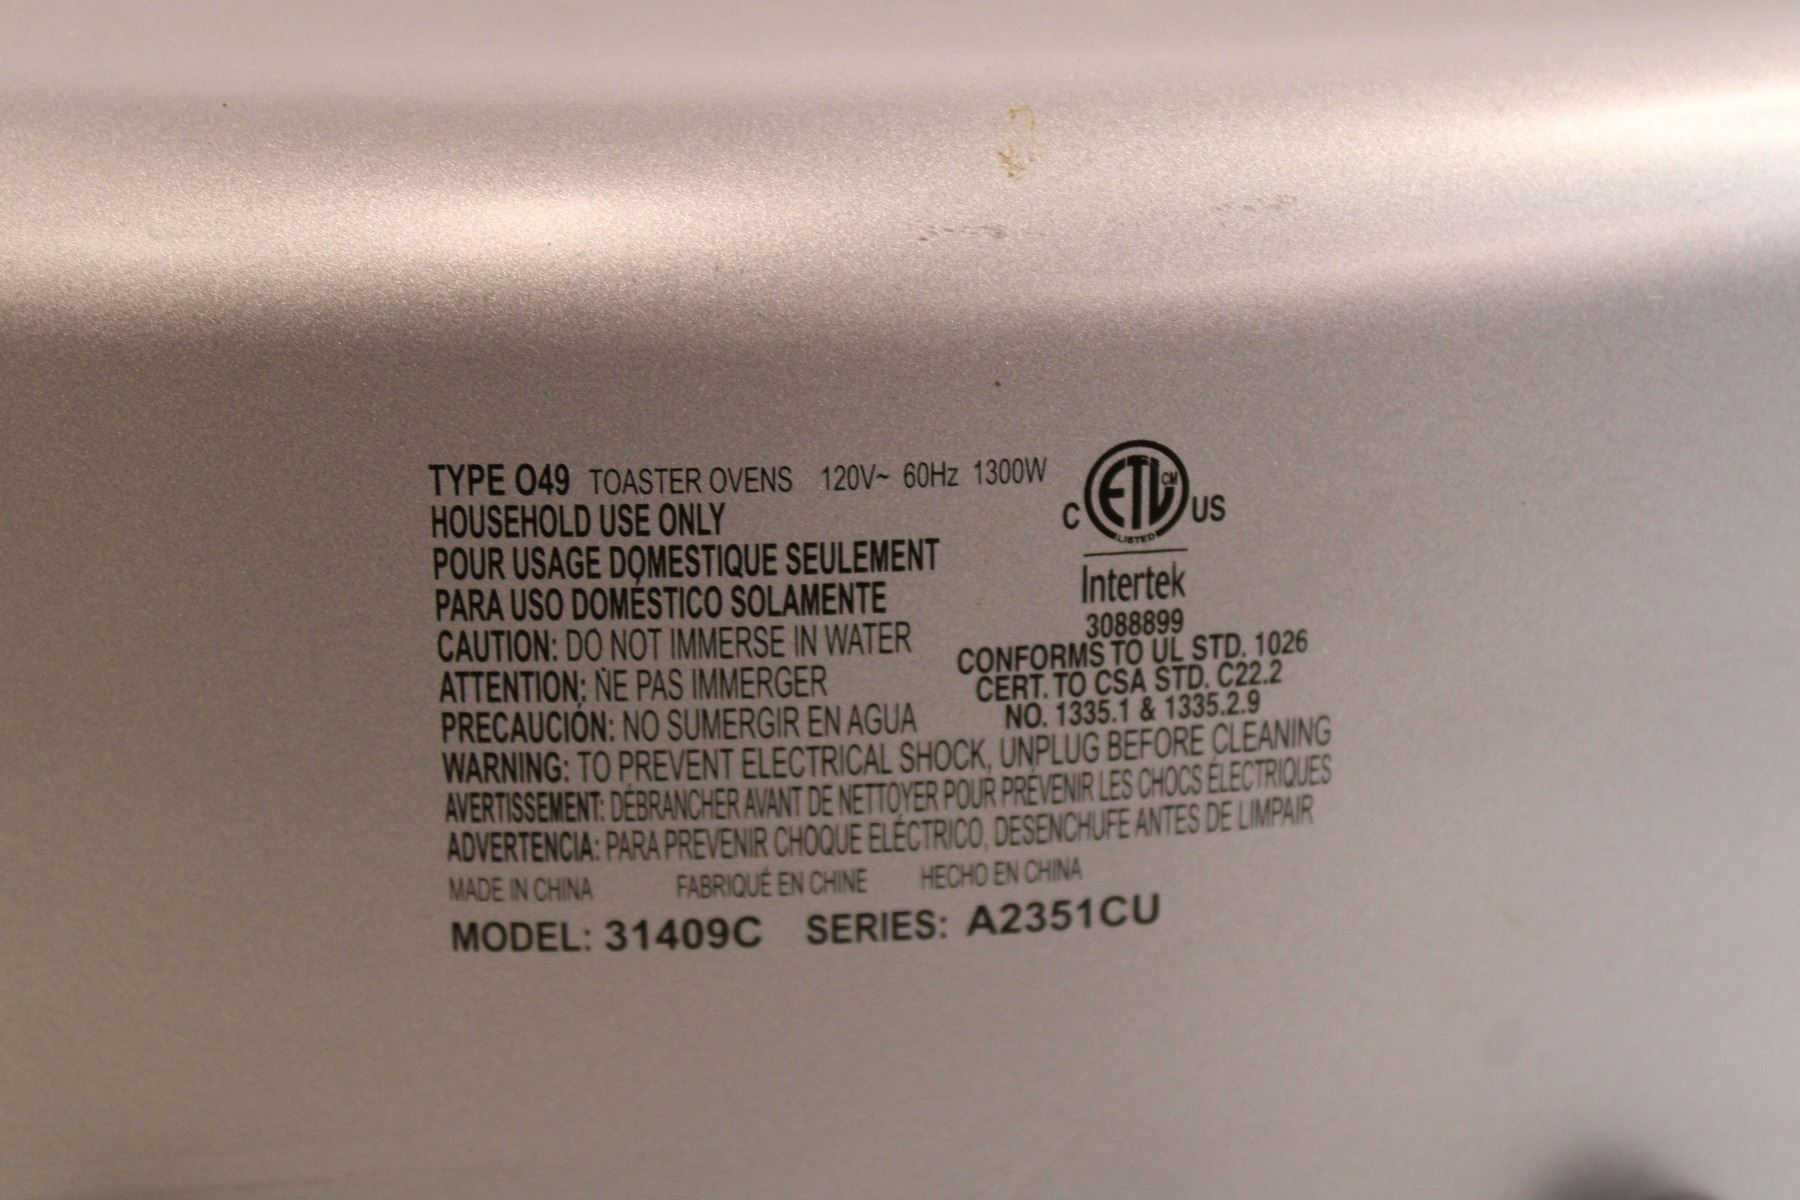 TYPE O49 TOASTER OVENS 120V~ 60Hz 1300W
HOUSEHOLD USE ONLY
POUR USAGE DOMESTIQUE SEULEMENT
PARA USO DOMÉSTICO SOLAMENTE
CAUTION: DO NOT IMMERSE IN WATER
ATTENTION: NE PAS IMMERGER
PRECAUCIÓN: NO SUMERGIR EN AGUA
C ETL CM US
LISTED
Intertek
3088899
CONFORMS TO UL STD. 1026
CERT. TO CSA STD. C22.2
NO. 1335.1 & 1335.2.9
WARNING: TO PREVENT ELECTRICAL SHOCK, UNPLUG BEFORE CLEANING
AVERTISSEMENT: DÉBRANCHER AVANT DE NETTOYER POUR PRÉVENIR LES CHOCS ÉLECTRIQUES
ADVERTENCIA: PARA PREVENIR CHOQUE ELÉCTRICO, DESENCHUFE ANTES DE LIMPIAR
MADE IN CHINA FABRIQUÉ EN CHINE HECHO EN CHINA
MODEL: 31409C SERIES: A2351CU